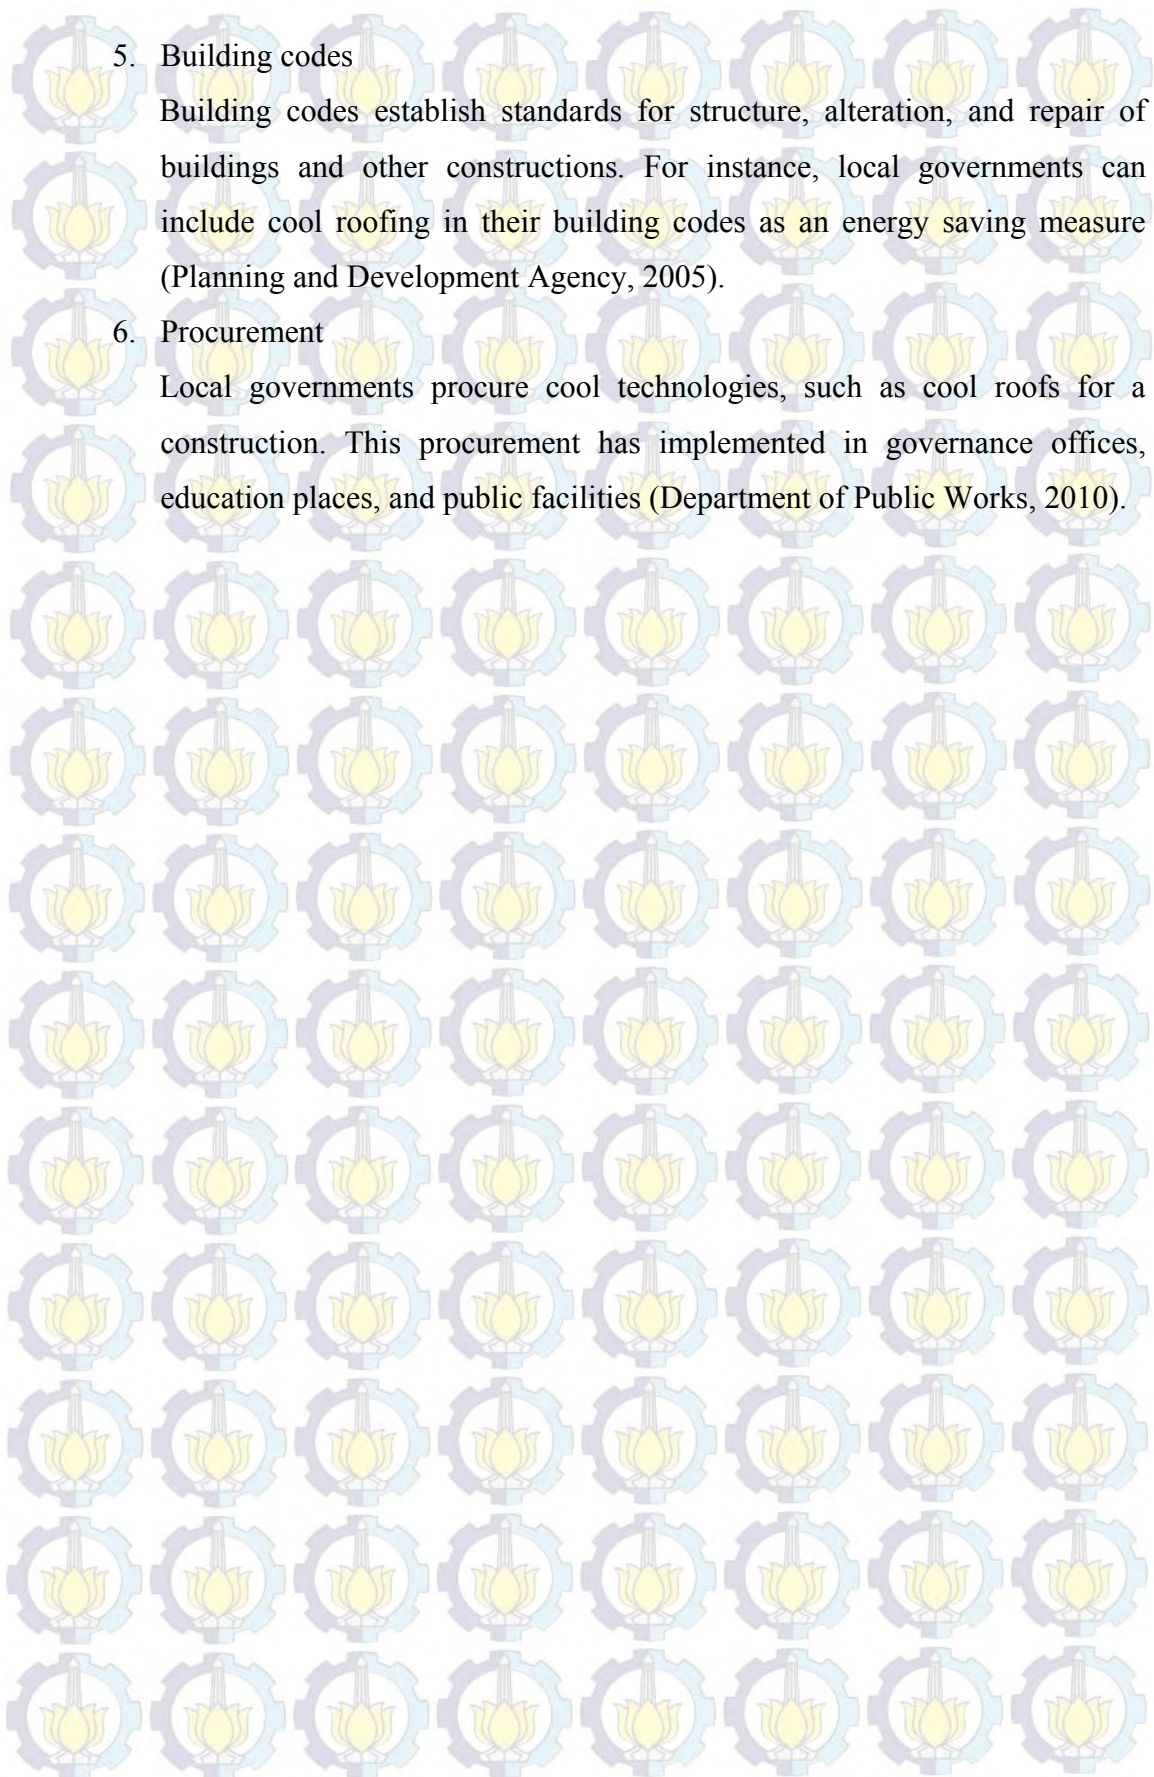 5. Building codes
Building codes establish standards for structure, alteration, and repair of
buildings and other constructions. For instance, local governments can
include cool roofing in their building codes as an energy saving measure
(Planning and Development Agency, 2005).
6. Procurement
Local governments procure cool technologies, such as cool roofs for a
construction. This procurement has implemented in governance offices,
education places, and public facilities (Department of Public Works, 2010).